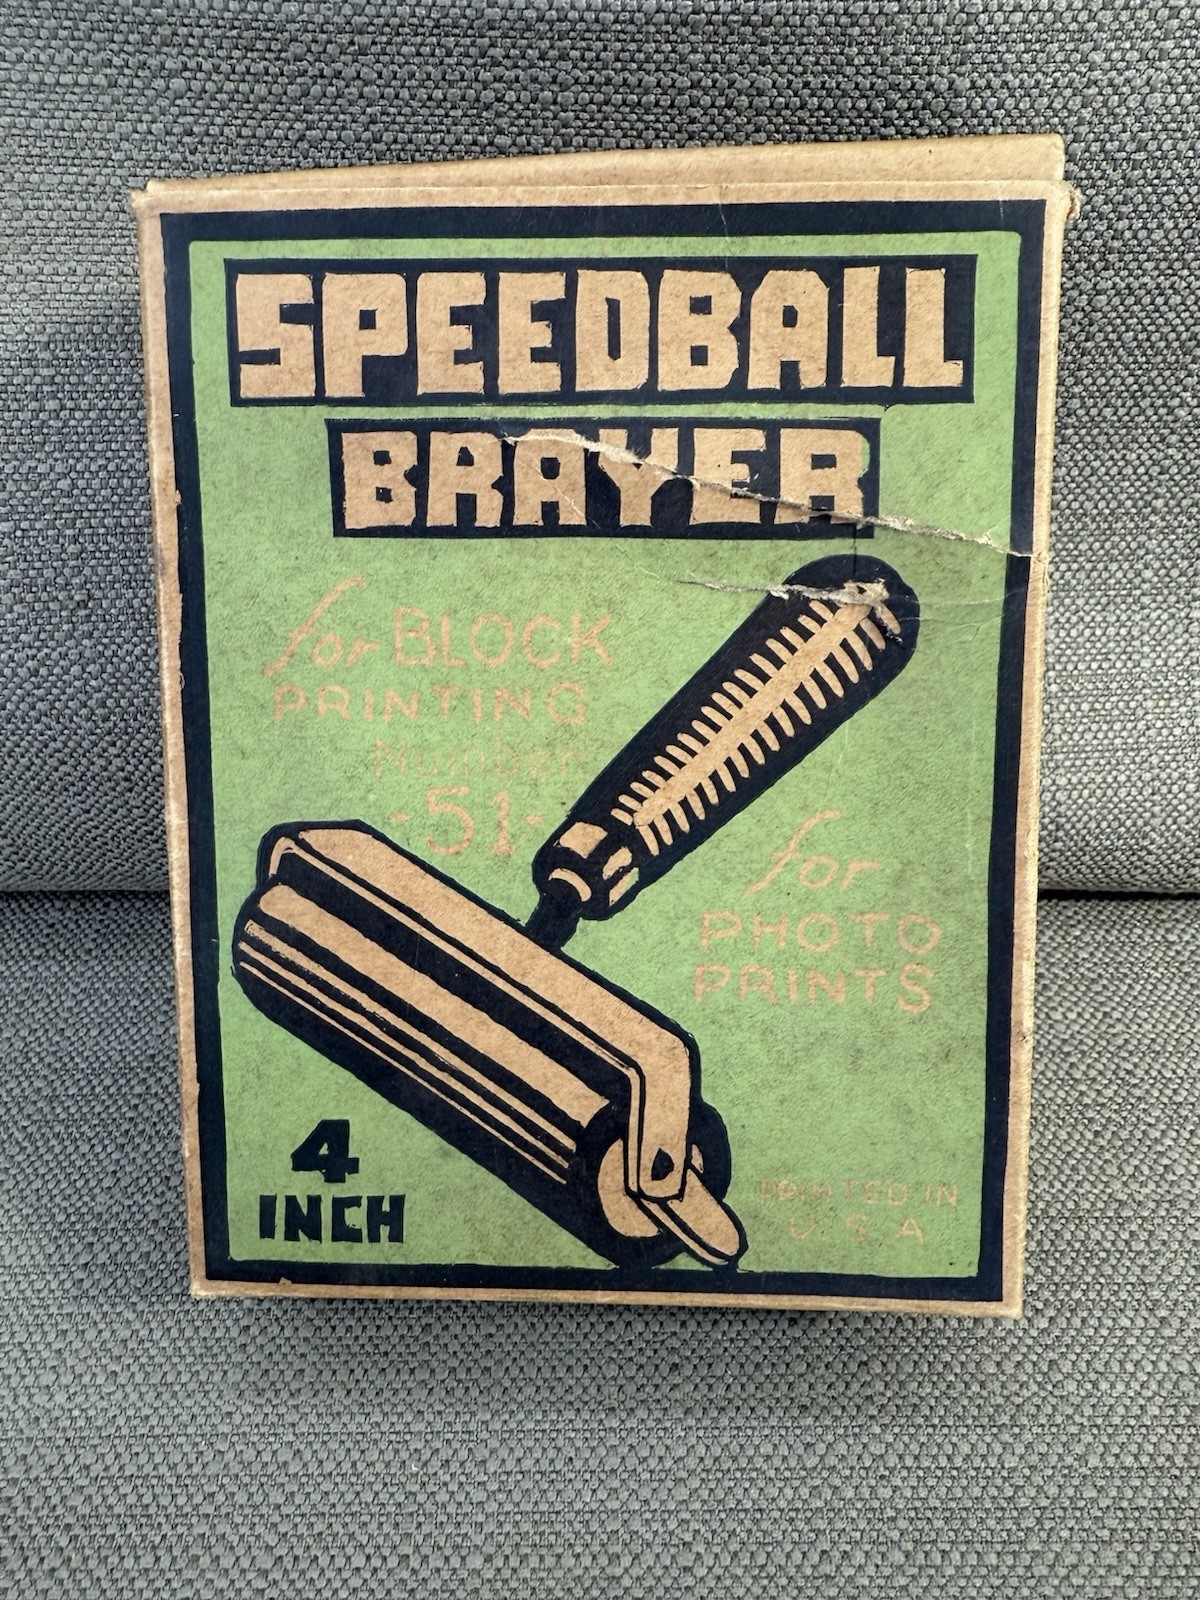 SPEEDBALL
BRAYER
for BLOCK
PRINTING
Number
-51-
for
PHOTO
PRINTS
4
INCH
PRINTED IN
U S A